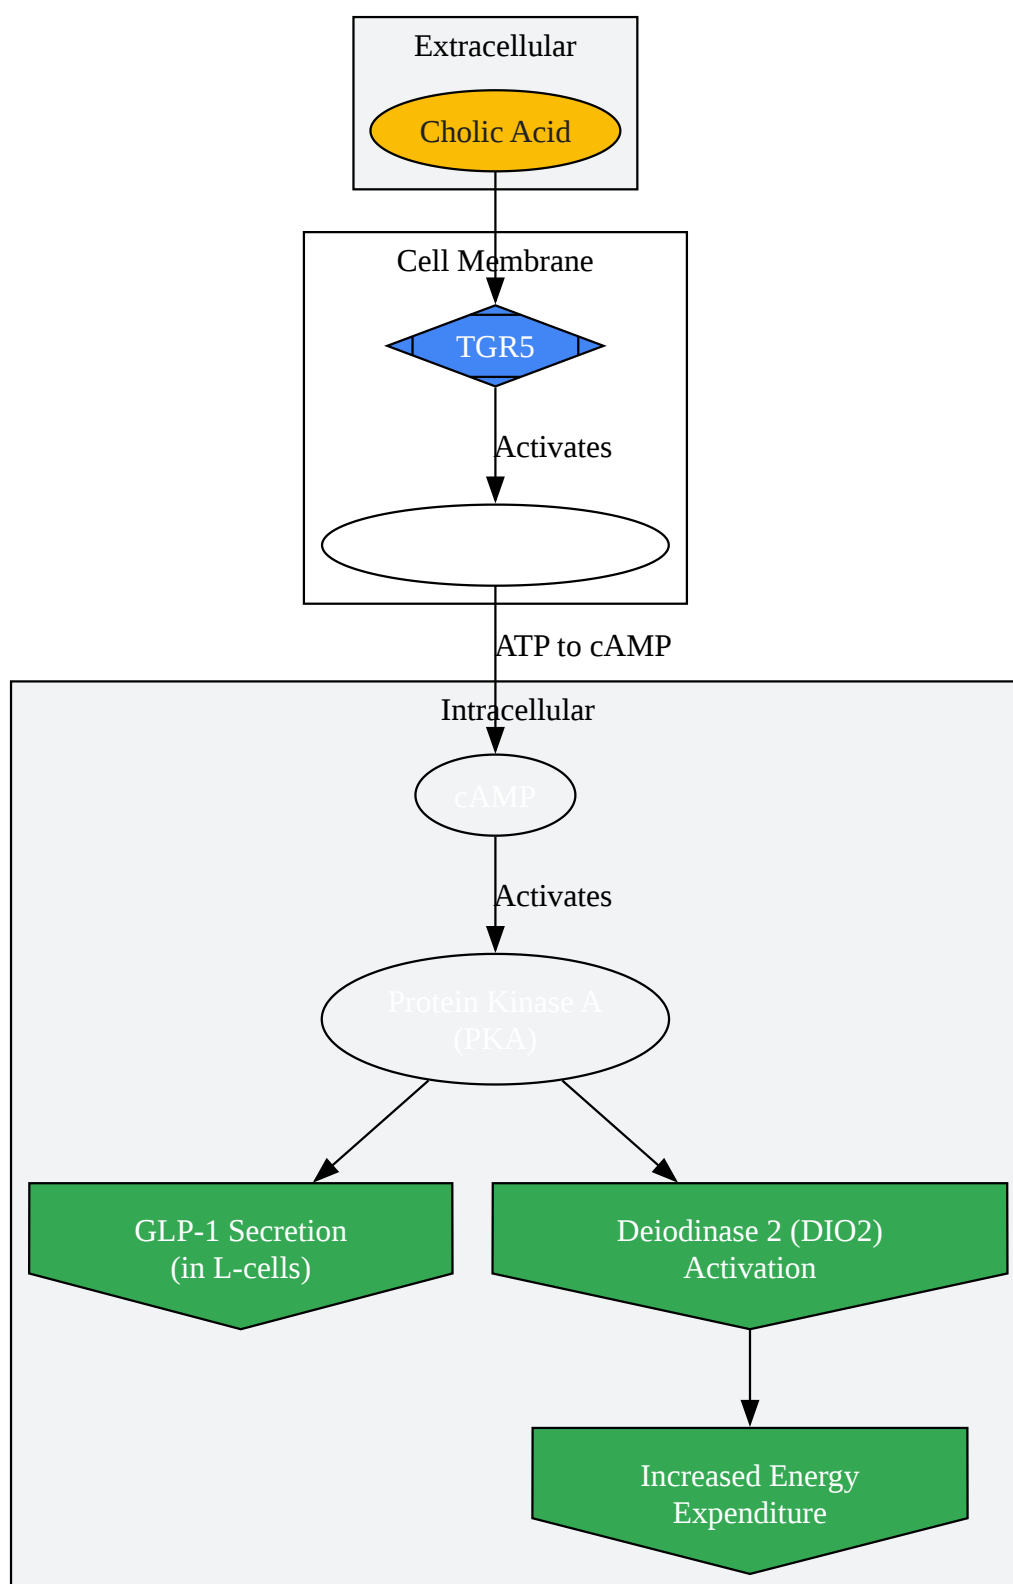 Extracellular
Cholic Acid
Cell Membrane
TGR5
Activates
ATP to cAMP
Intracellular
cAMP
Activates
Protein Kinase A
(PKA)
GLP-1 Secretion
(in L-cells)
Deiodinase 2 (DIO2)
Activation
Increased Energy
Expenditure